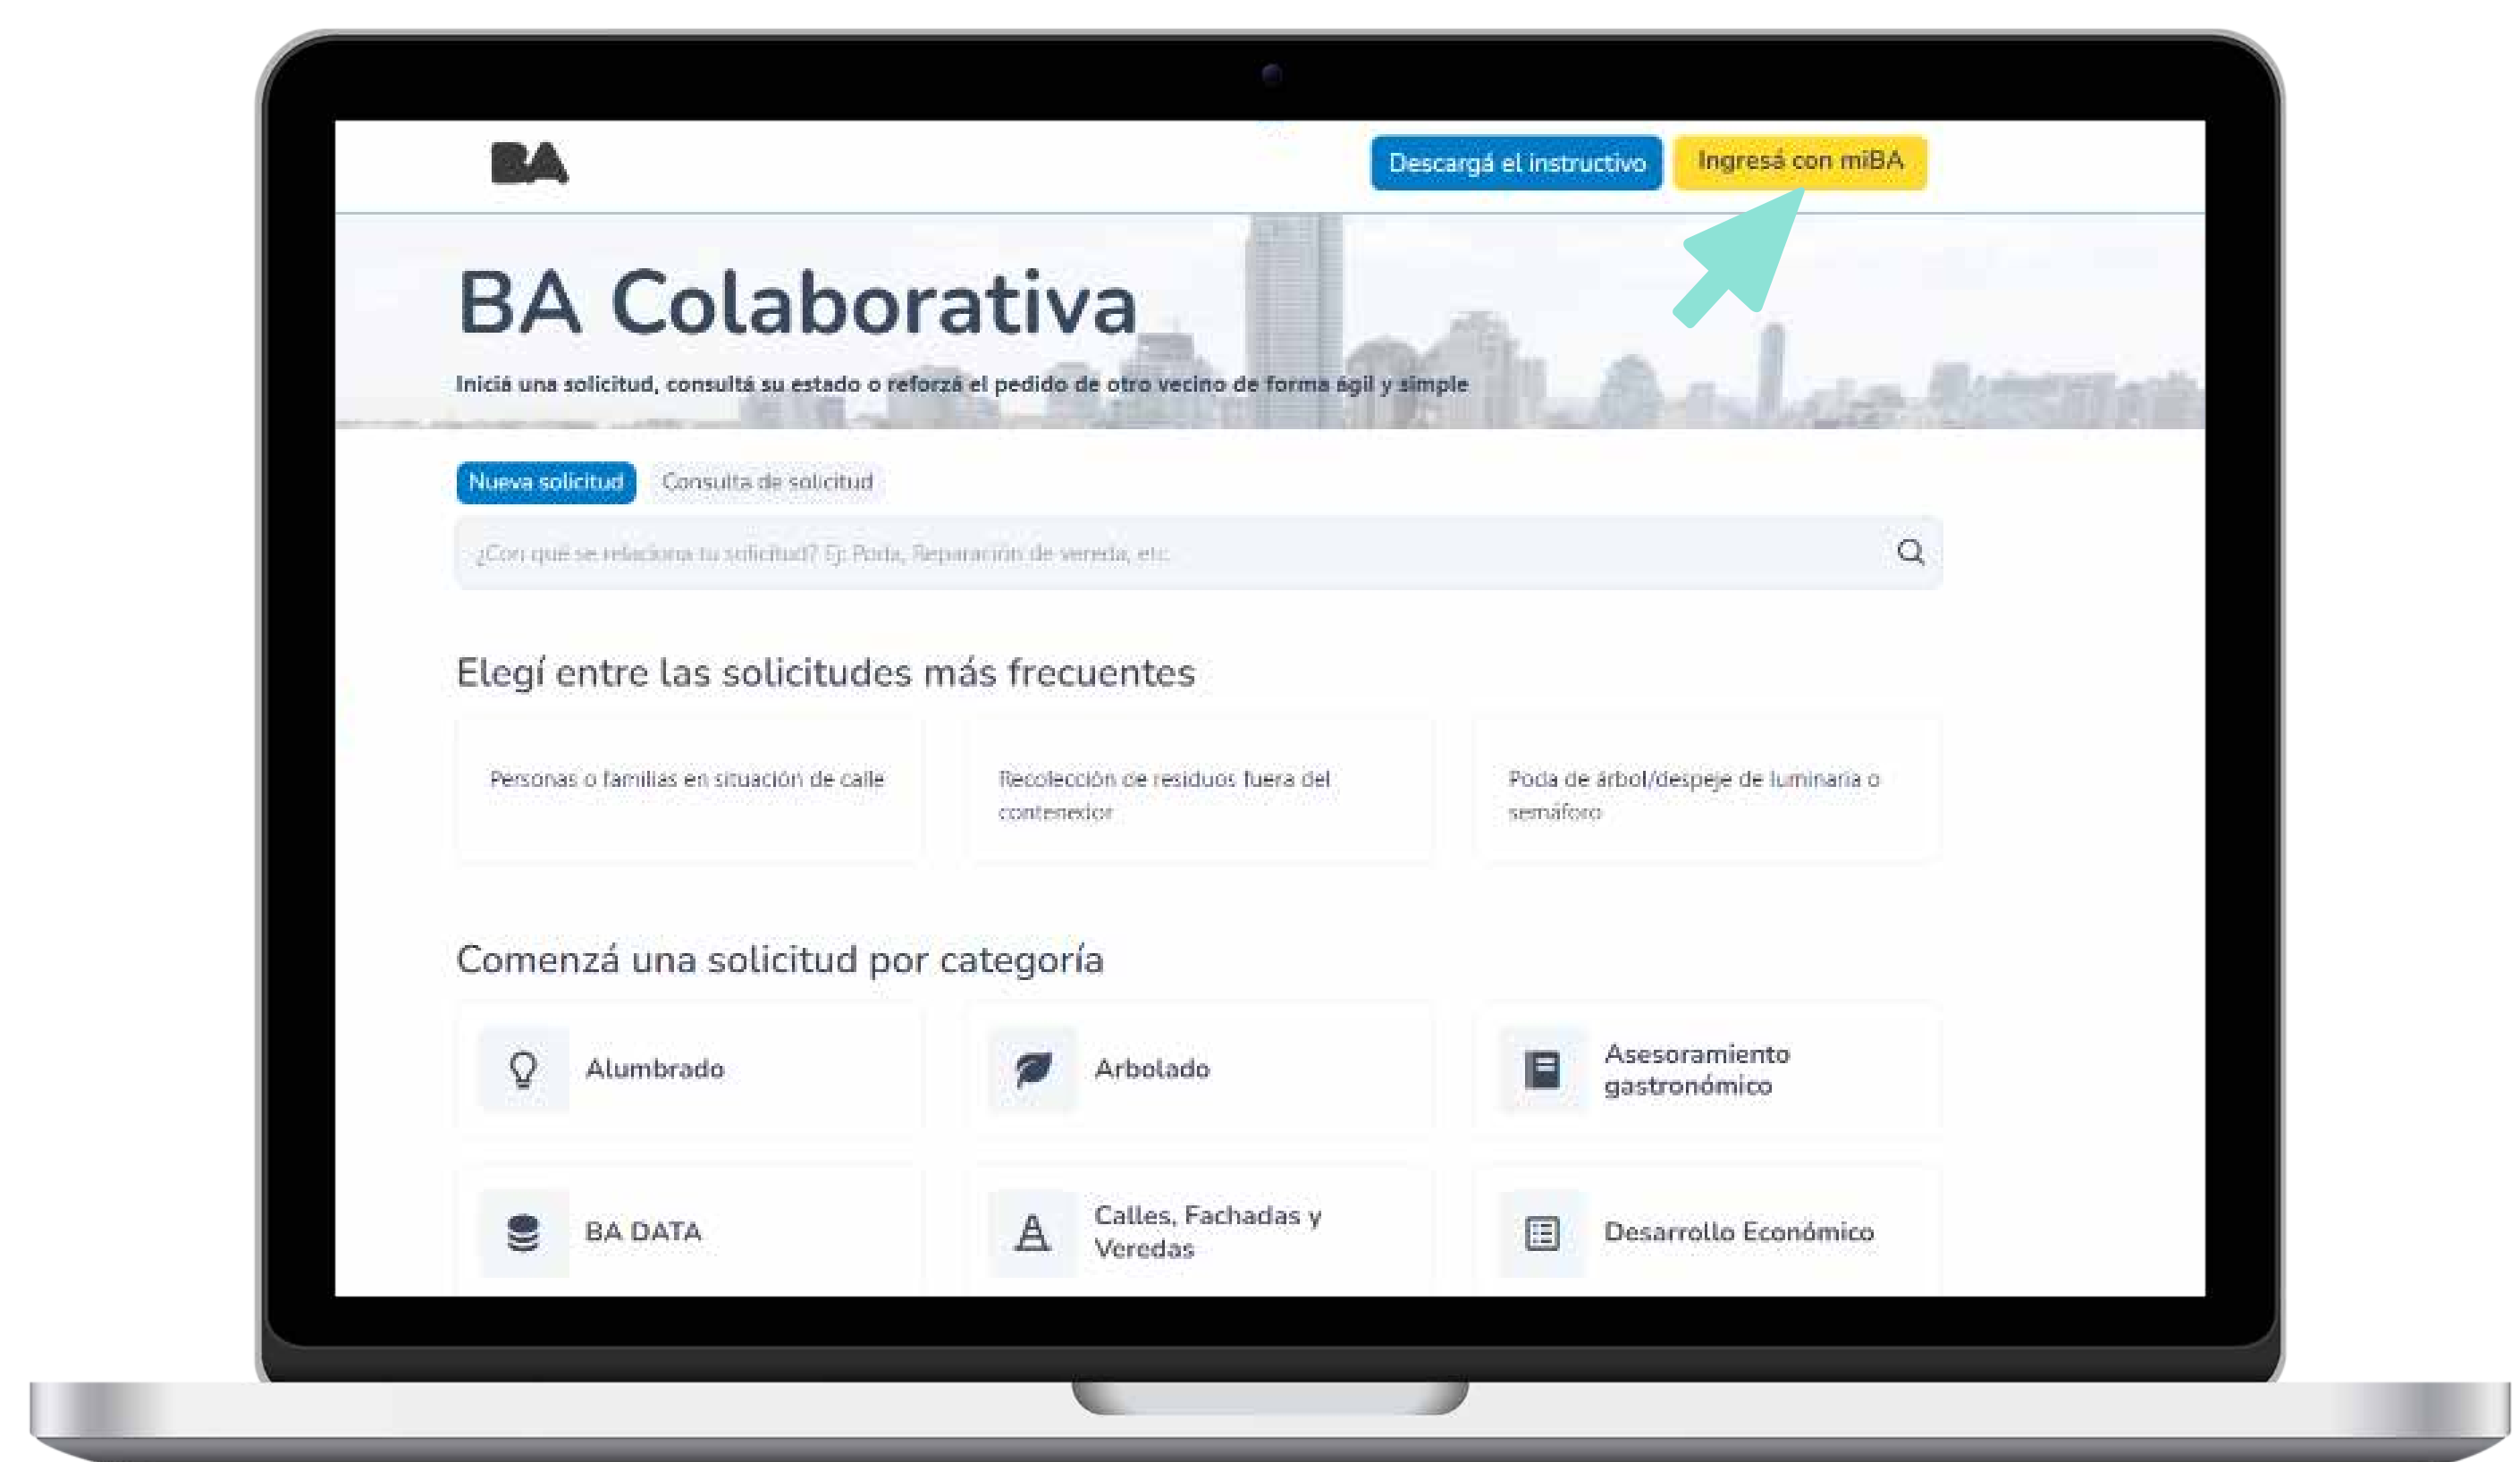 BA
Descargá el instructivo
Ingresá con miBA
BA Colaborativa
Iniciá una solicitud, consultá su estado o reforzá el pedido de otro vecino de forma ágil y simple
Nueva solicitud
Consulta de solicitud
¿Con qué se relaciona tu solicitud? Ej: Poda, Reparación de vereda, etc.
Elegí entre las solicitudes más frecuentes
Personas o familias en situación de calle
Recolección de residuos fuera del
contenedor
Poda de árbol/despeje de luminaria o
semáforo
Comenzá una solicitud por categoría
Alumbrado
Arbolado
Asesoramiento
gastronómico
BA DATA
Calles, Fachadas y
Veredas
Desarrollo Económico